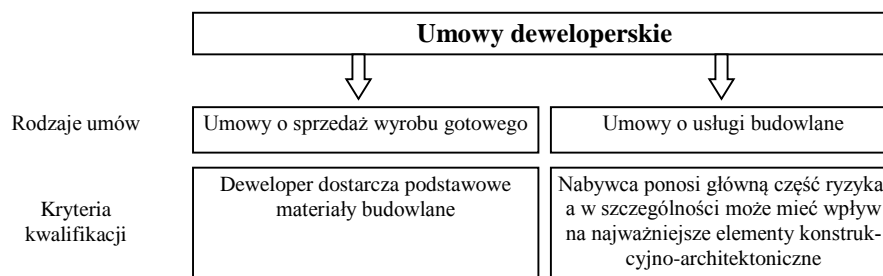 Umowy deweloperskie
Rodzaje umów
Umowy o sprzedaż wyrobu gotowego
Umowy o usługi budowlane
Kryteria
kwalifikacji
Deweloper dostarcza podstawowe
materiały budowlane
Nabywca ponosi główną część ryzyka
a w szczególności może mieć wpływ
na najważniejsze elementy konstruk-
cyjno-architektoniczne